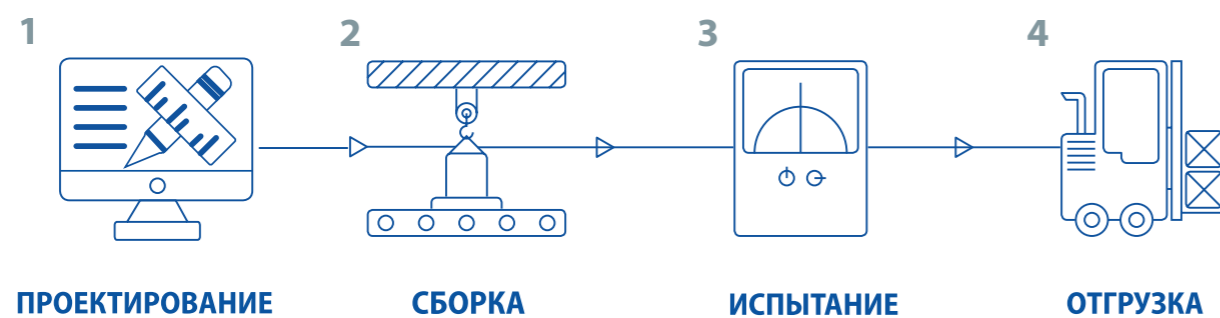 1
2
3
4
ПРОЕКТИРОВАНИЕ
СБОРКА
ИСПЫТАНИЕ
ОТГРУЗКА